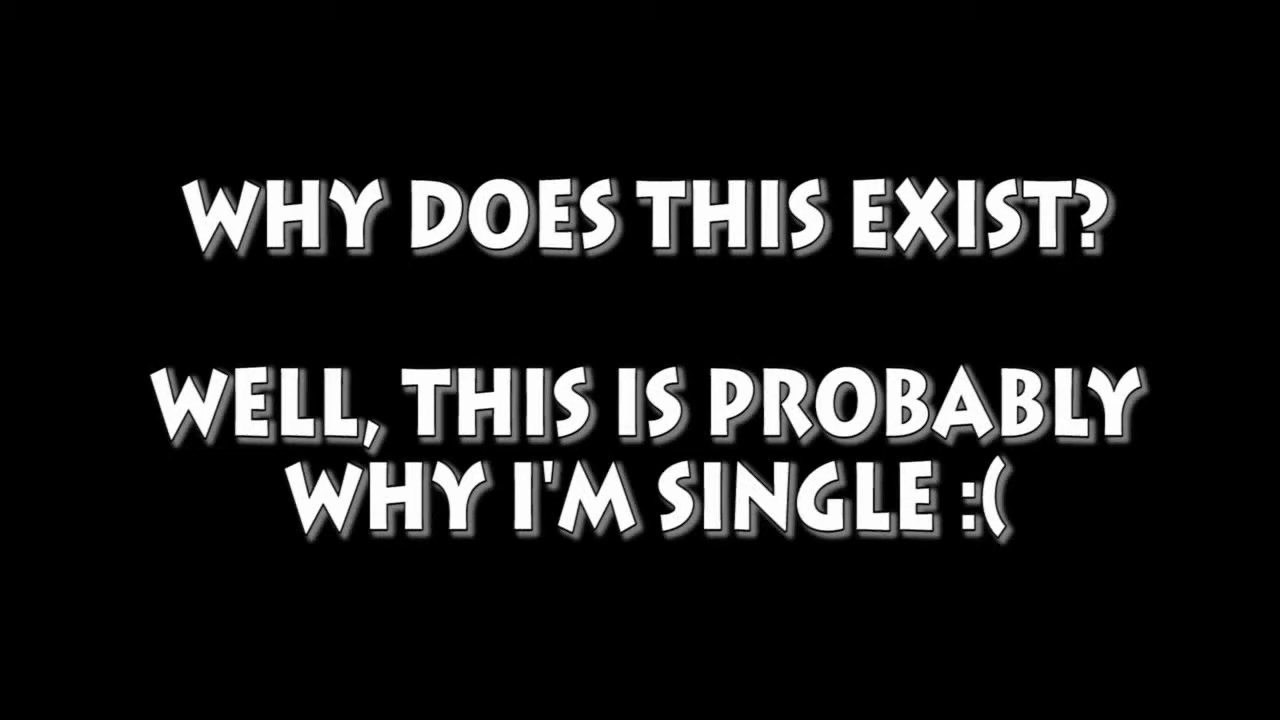 WHY DOES THIS EXIST?
WELL, THIS IS PROBABLY
WHY I'M SINGLE :(